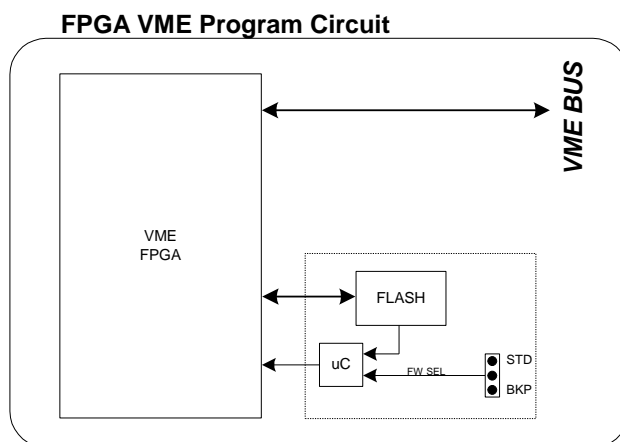 FPGA VME Program Circuit
VME BUS
VME
FPGA
FLASH
uC
FW SEL
STD
BKP